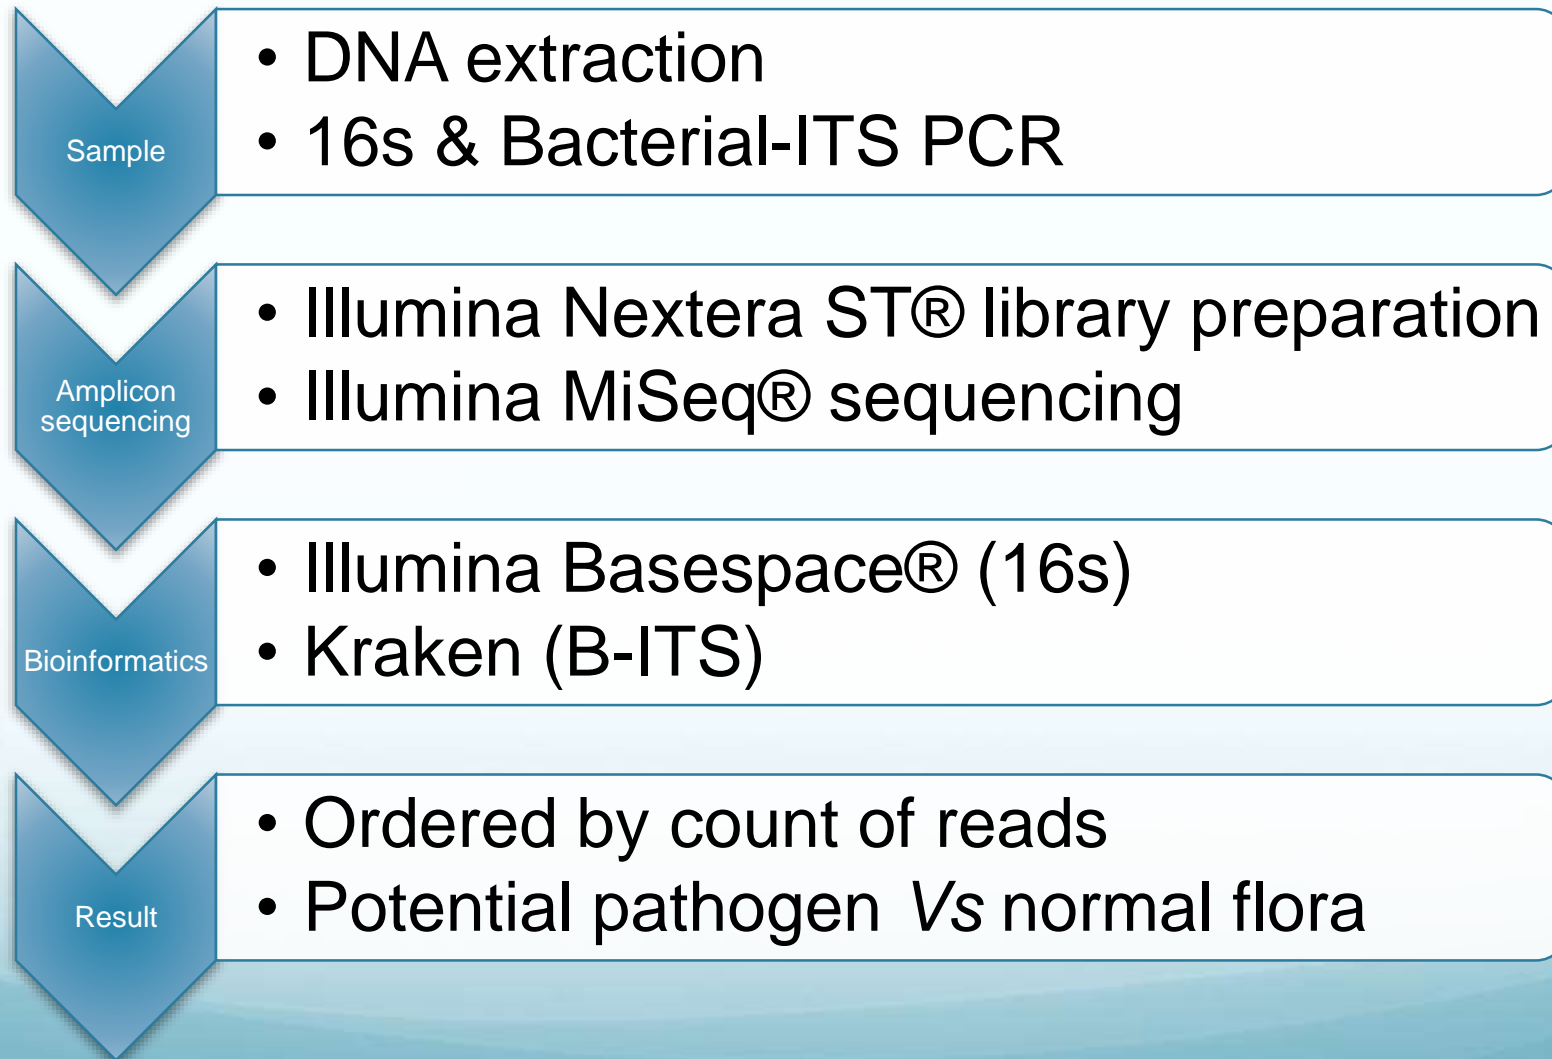 Sample
• DNA extraction
• 16s & Bacterial-ITS PCR
Amplicon
sequencing
• Illumina Nextera ST® library preparation
• Illumina MiSeq® sequencing
Bioinformatics
• Illumina Basespace® (16s)
• Kraken (B-ITS)
Result
• Ordered by count of reads
• Potential pathogen Vs normal flora